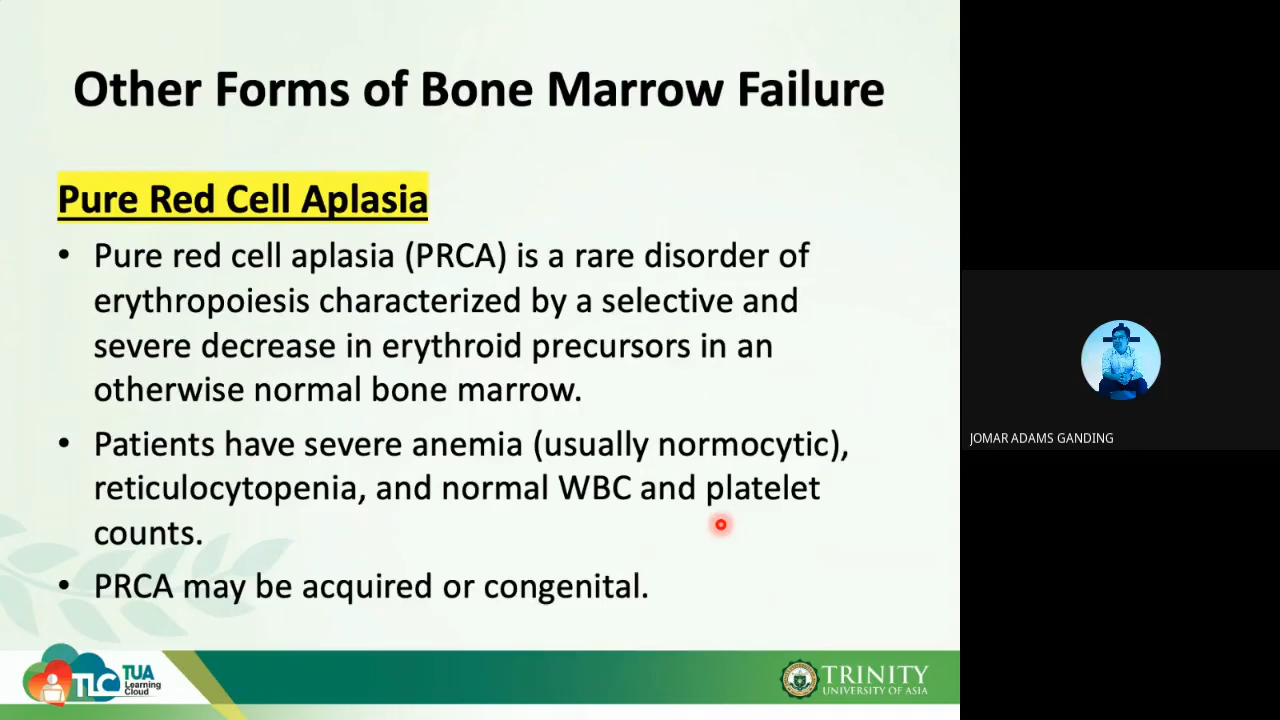 Other Forms of Bone Marrow Failure
Pure Red Cell Aplasia
• Pure red cell aplasia (PRCA) is a rare disorder of
erythropoiesis characterized by a selective and
severe decrease in erythroid precursors in an
otherwise normal bone marrow.
• Patients have severe anemia (usually normocytic),
reticulocytopenia, and normal WBC and platelet
counts.
• PRCA may be acquired or congenital.
JOMAR ADAMS GANDING
TLC
TUA
Learning
Cloud
TRINITY
UNIVERSITY OF ASIA